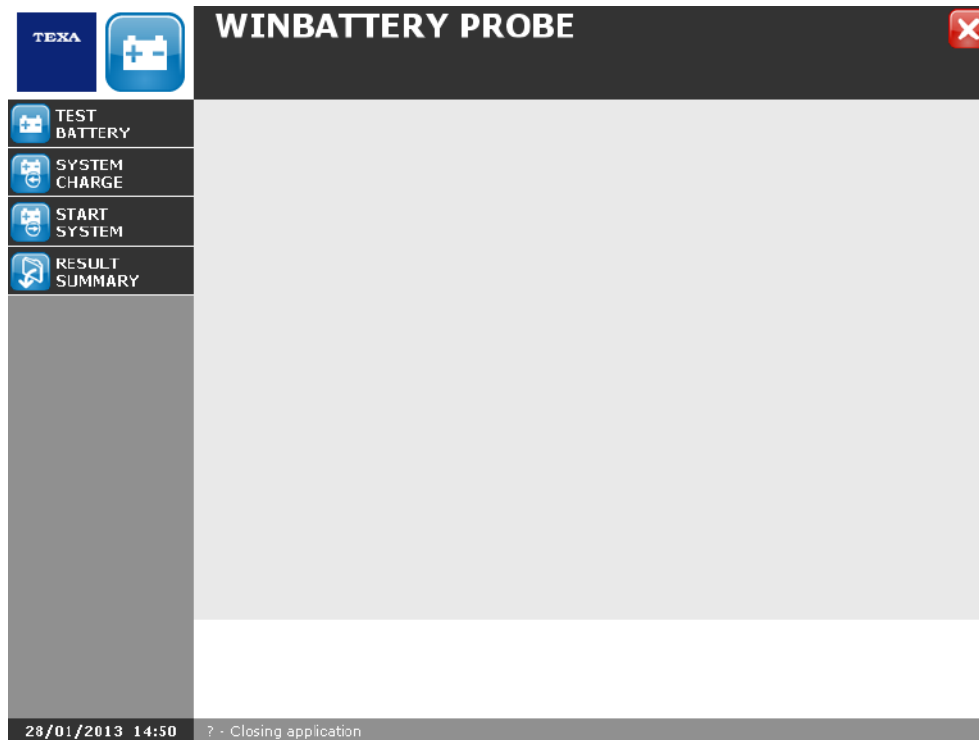 TEXA
WINBATTERY PROBE
TEST
BATTERY
SYSTEM
CHARGE
START
SYSTEM
RESULT
SUMMARY
28/01/2013 14:50
? - Closing application